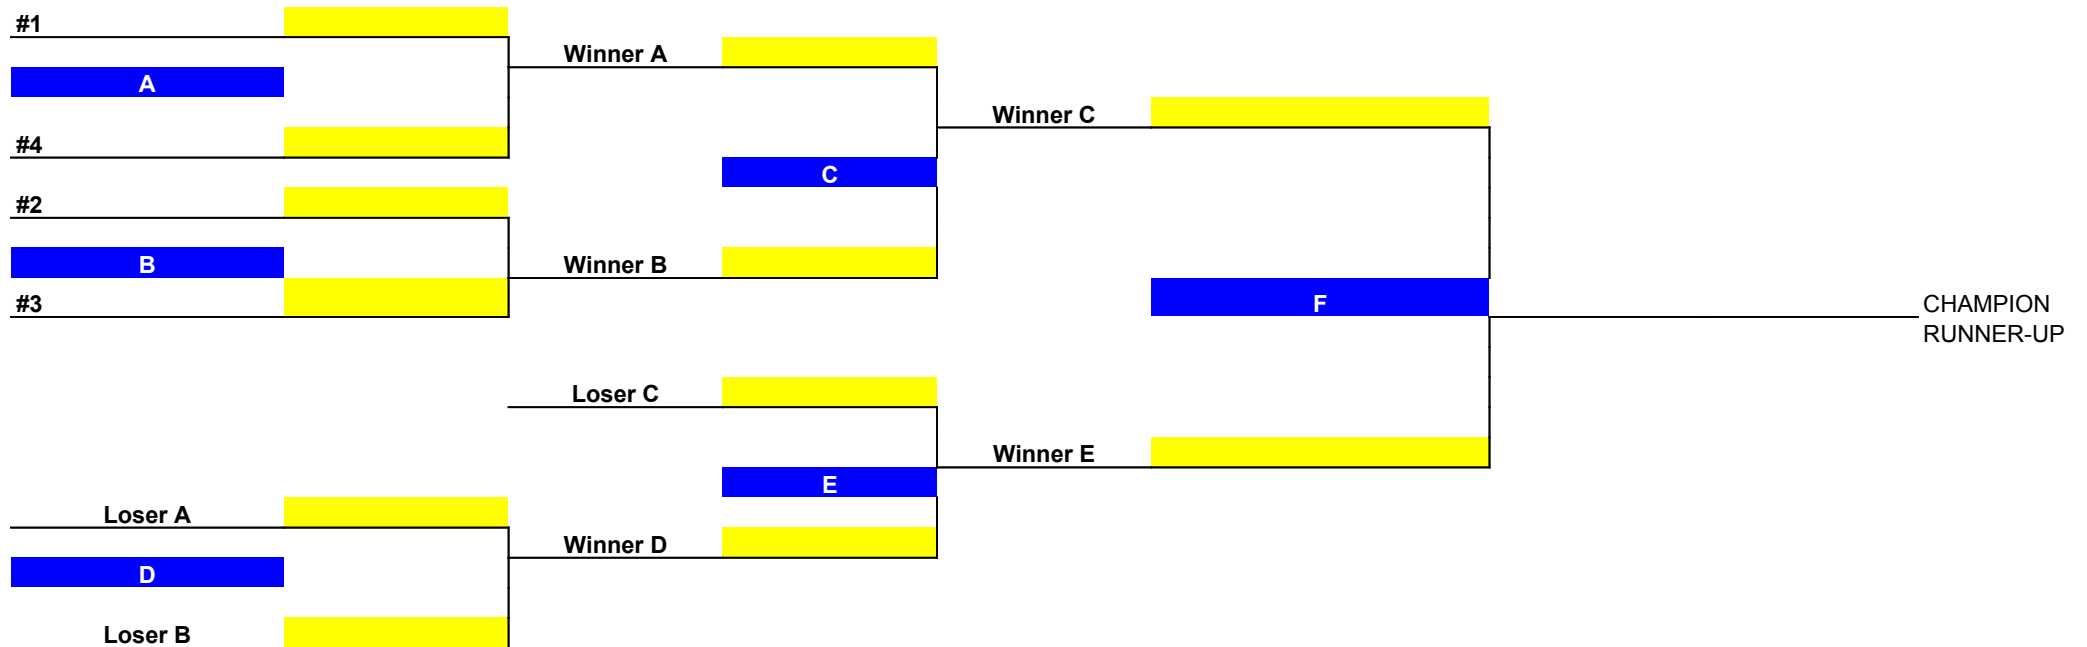 #1
Winner A
A
Winner C
#4
C
#2
B
Winner B
#3
F
CHAMPION
RUNNER-UP
Loser C
Winner E
E
Loser A
Winner D
D
Loser B